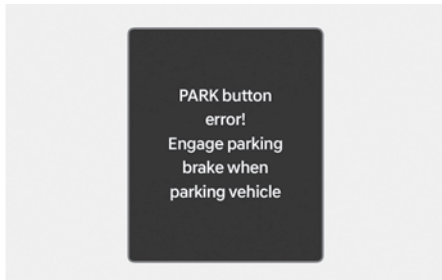 PARK button
error!
Engage parking
brake when
parking vehicle